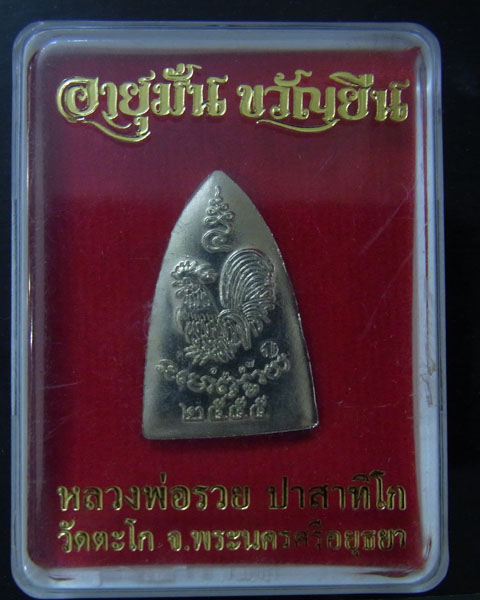 อายุมั่น ขวัญยืน
๒๕๕๕
หลวงพ่อรวย ปาสาทิโก
วัดตะโก จ.พระนครศรีอยุธยา